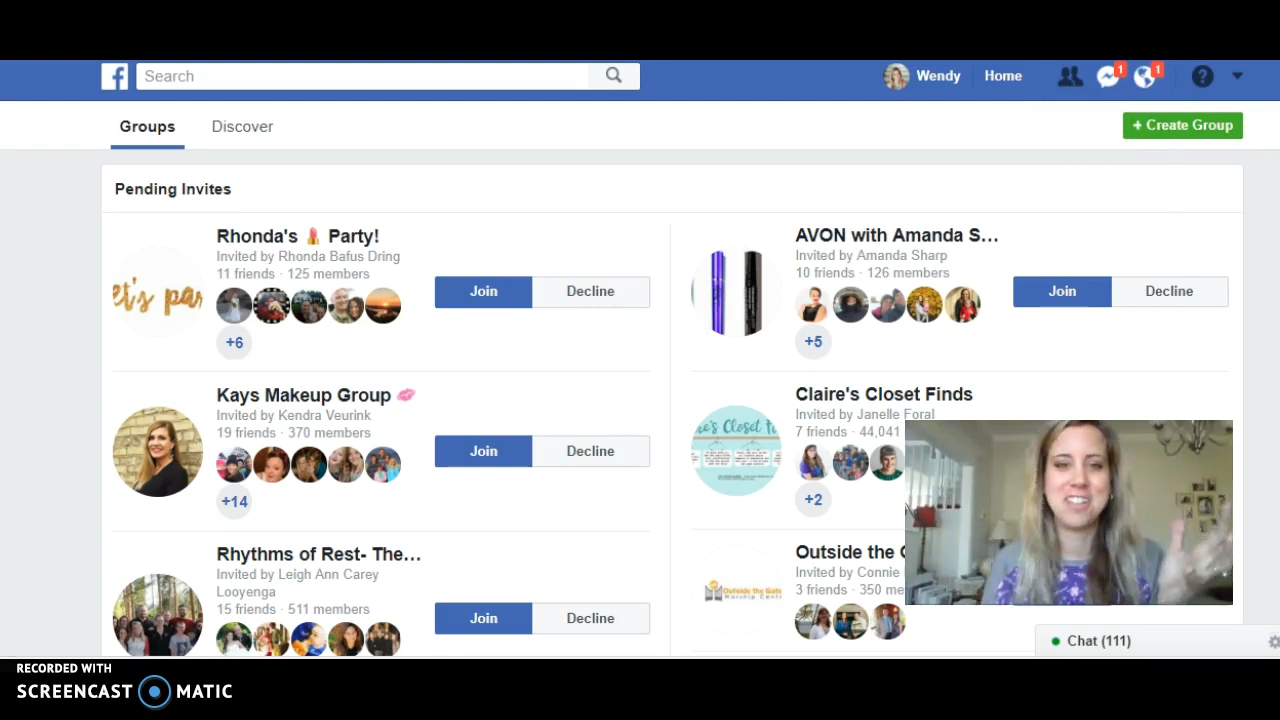 Search
Wendy
Home
1
1
?
Groups
Discover
+ Create Group
Pending Invites
Rhonda's 💄 Party!
Invited by Rhonda Bafus Dring
11 friends · 125 members
Join
Decline
+6
AVON with Amanda S...
Invited by Amanda Sharp
10 friends · 126 members
Join
Decline
+5
Kays Makeup Group 💋
Invited by Kendra Veurink
19 friends · 370 members
Join
Decline
+14
Claire's Closet Finds
Invited by Janelle Foral
7 friends · 44,041
+2
Rhythms of Rest- The...
Invited by Leigh Ann Carey
Looyenga
15 friends · 511 members
Join
Decline
Outside the
Invited by Connie
3 friends · 350 me
Chat (111)
RECORDED WITH
SCREENCAST MATIC